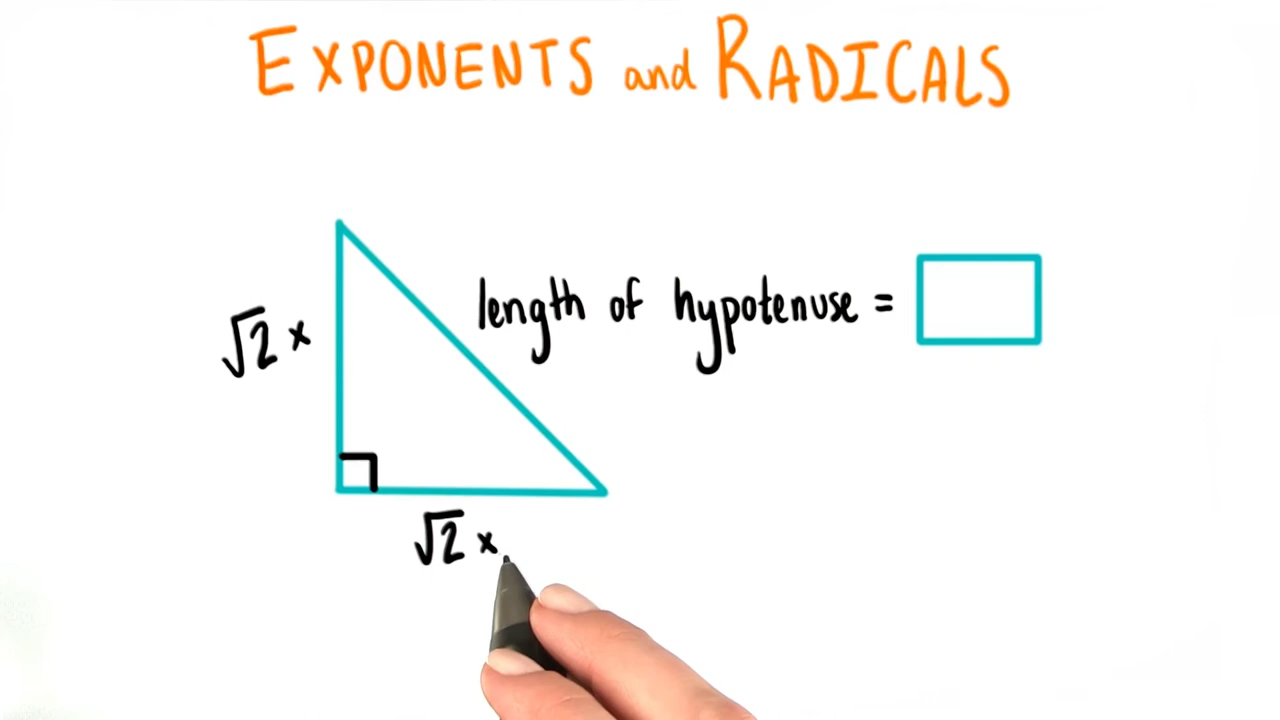 EXPONENTS and RADICALS
length of hypotenuse =
√2 x
√2 x